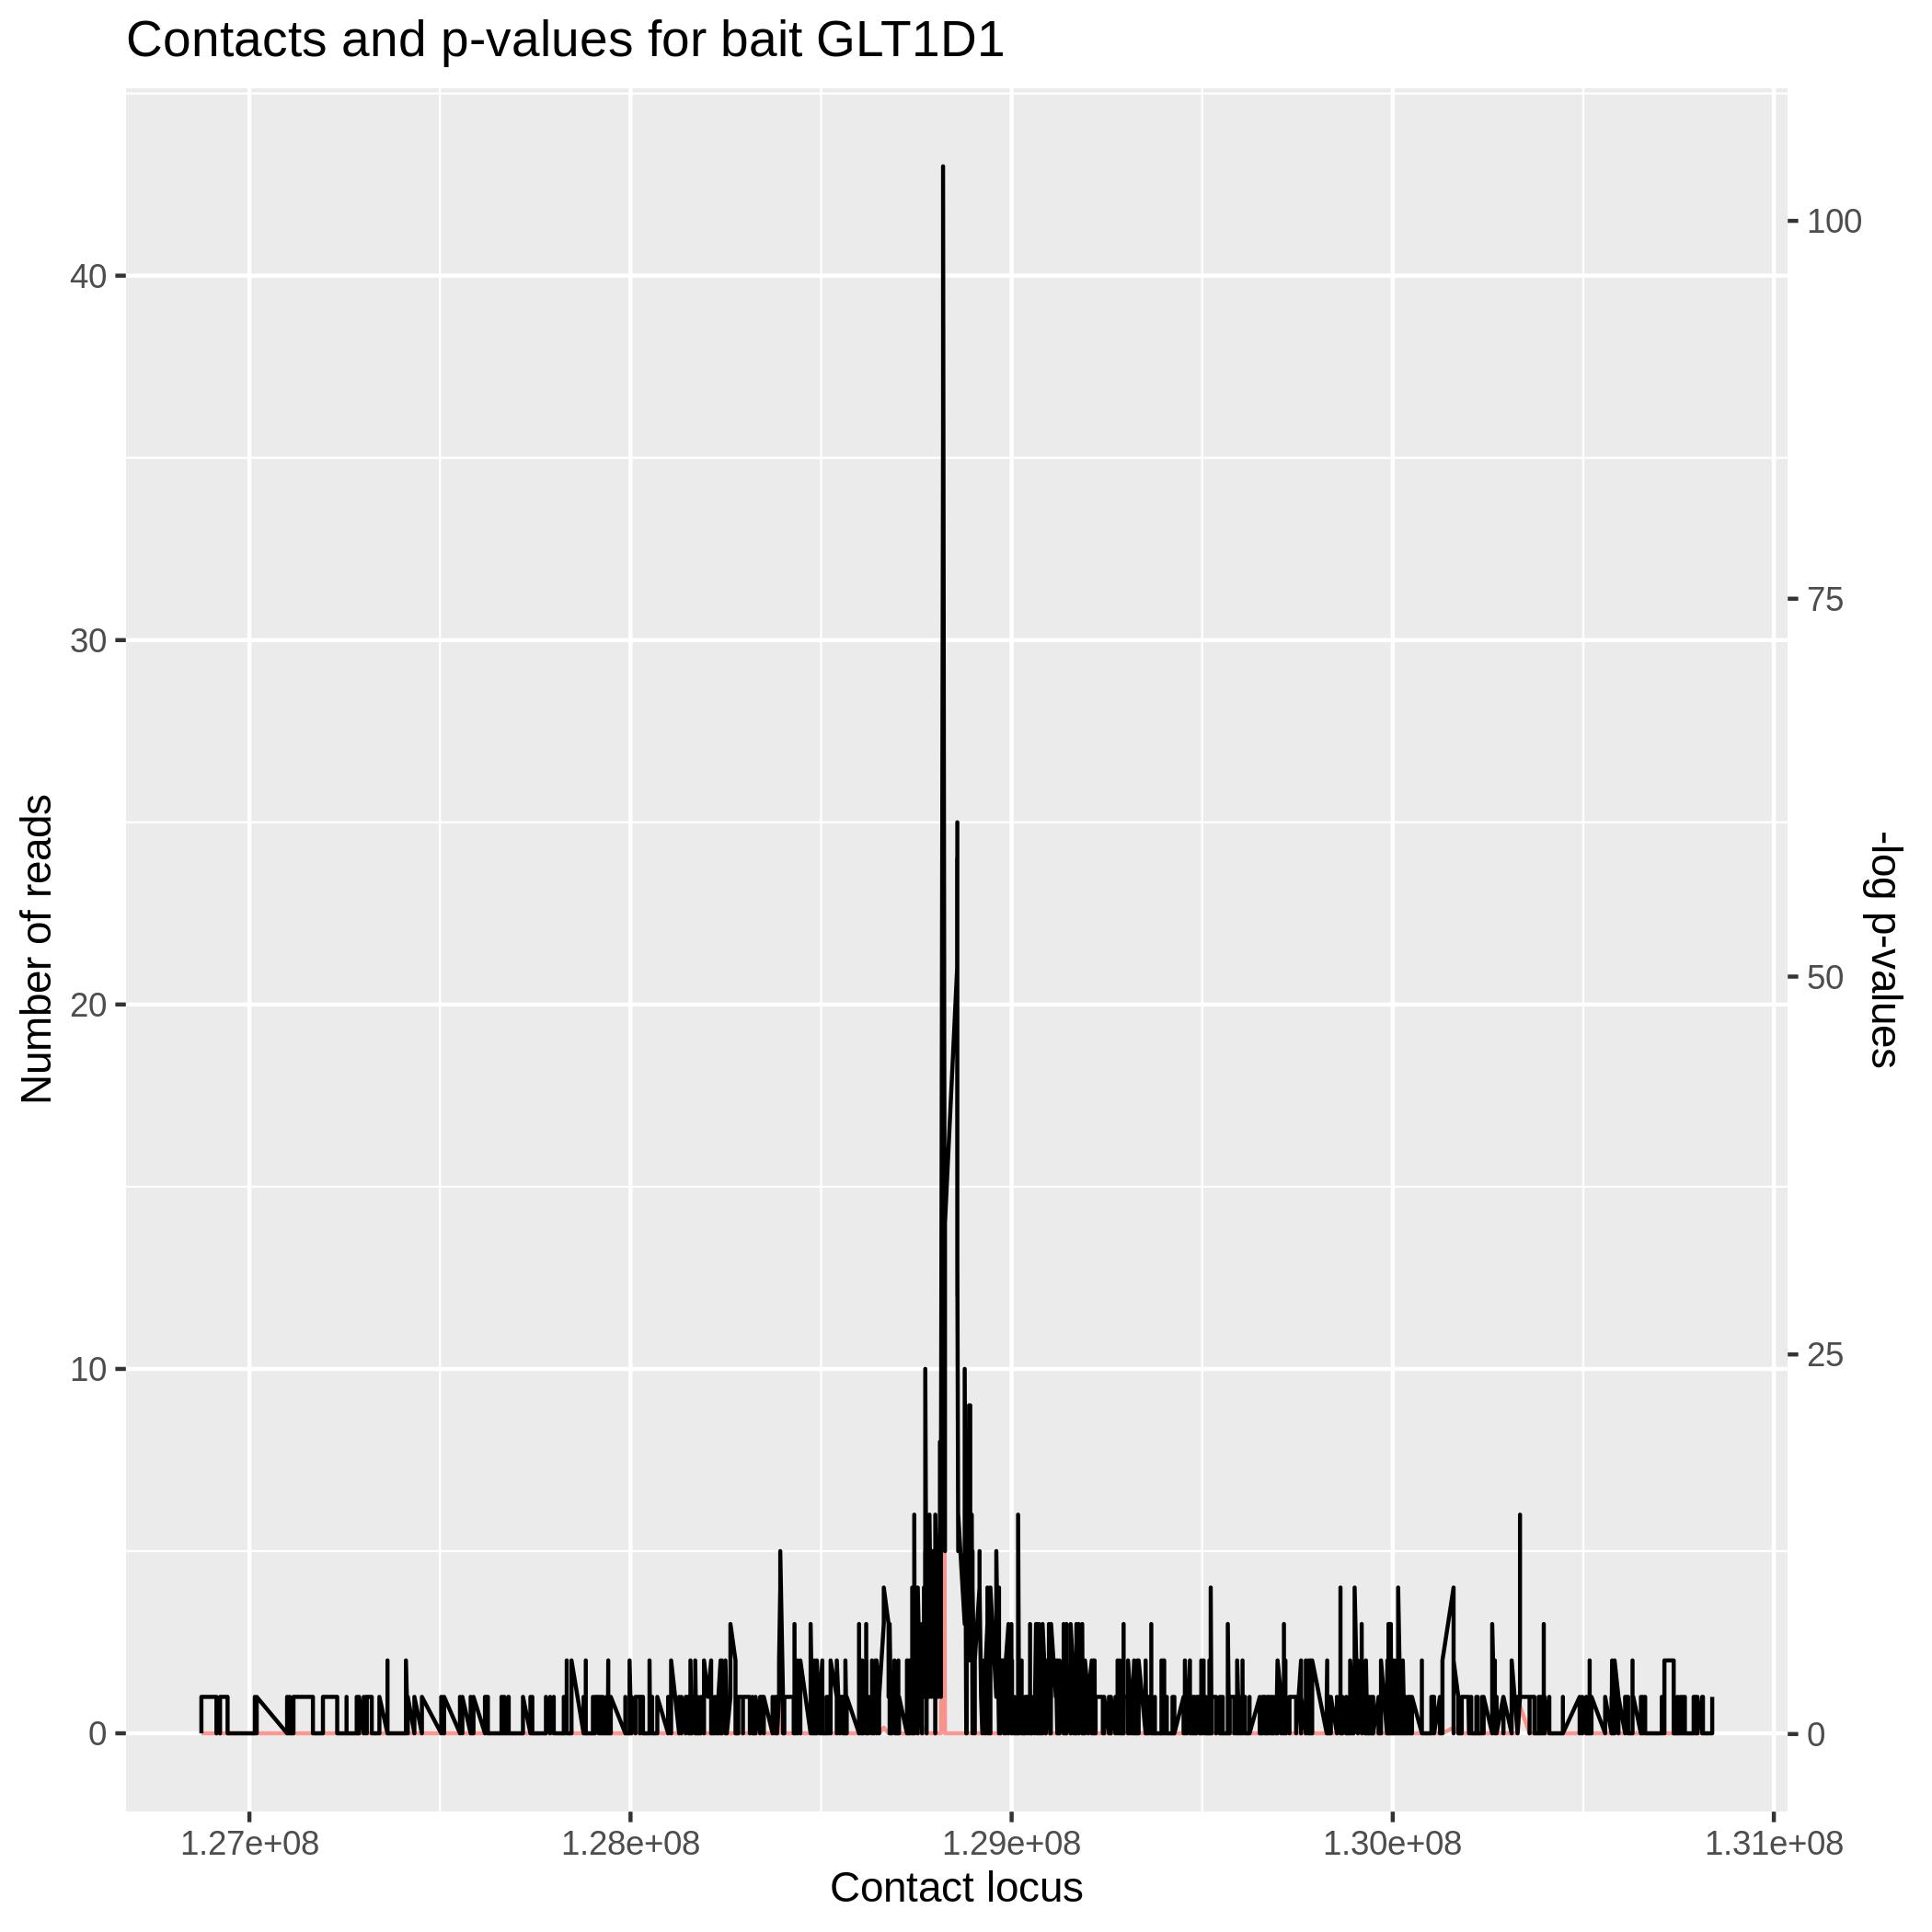 Contacts and p-values for bait GLT1D1
Number of reads
40
30
20
10
0
100
75
50
25
0
-log p-values
1.27e+08
1.28e+08
1.29e+08
1.30e+08
1.31e+08
Contact locus